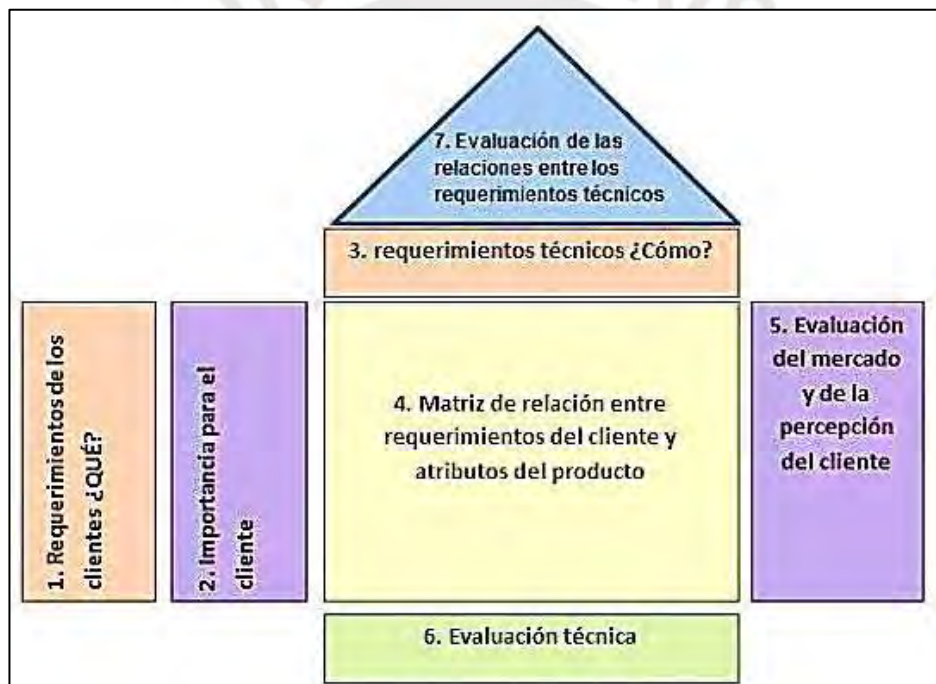 7. Evaluación de las
relaciones entre los
requerimientos técnicos
3. requerimientos técnicos ¿Cómo?
1. Requerimientos de los
clientes ¿QUÉ?
2. Importancia para el
cliente
4. Matriz de relación entre
requerimientos del cliente y
atributos del producto
5. Evaluación
del mercado
y de la
percepción
del cliente
6. Evaluación técnica